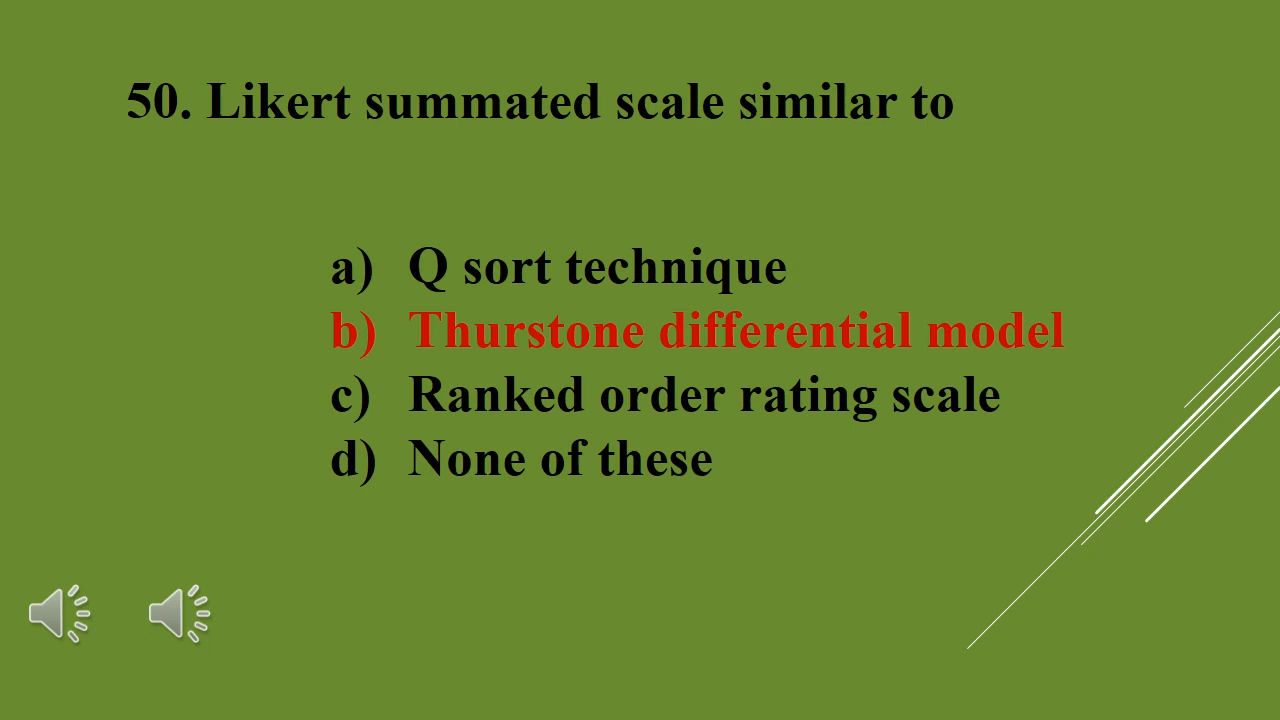 50. Likert summated scale similar to
a) Q sort technique
b) Thurstone differential model
c) Ranked order rating scale
d) None of these